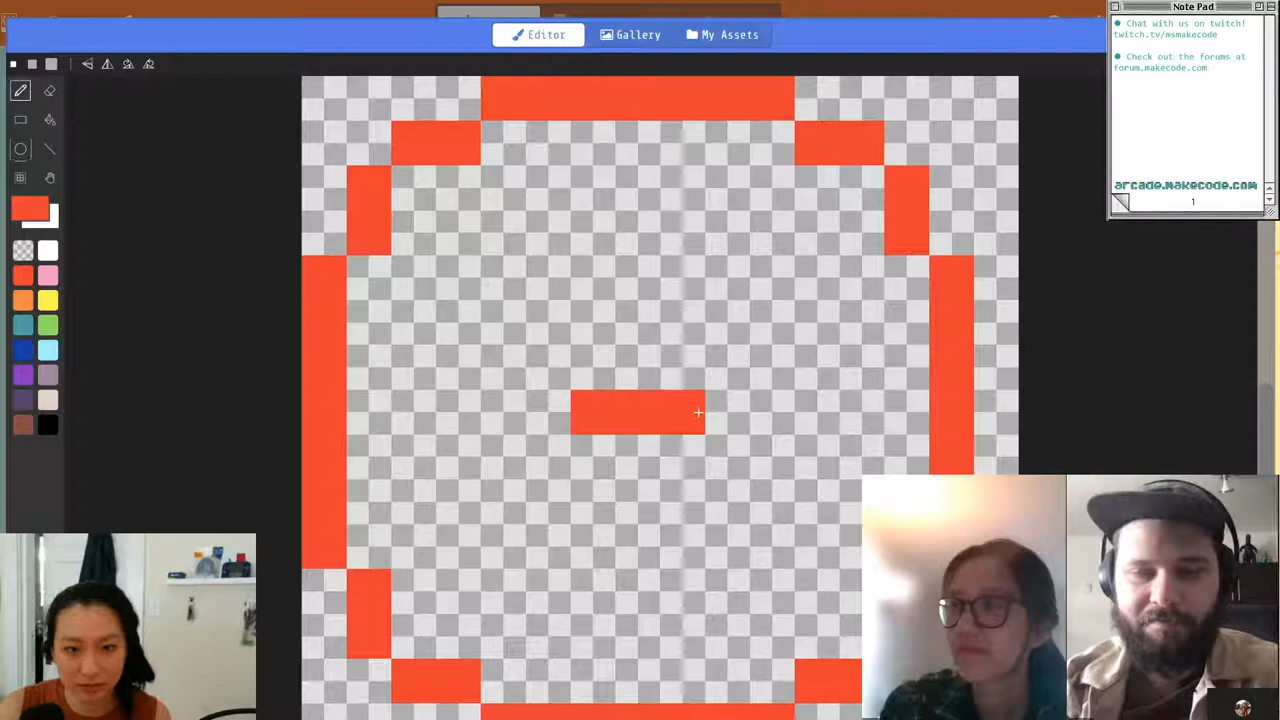 Editor
Gallery
My Assets
Note Pad
Chat with us on twitch!
twitch.tv/msmakecode
Check out the forums at
forum.makecode.com
arcade.makecode.com
1